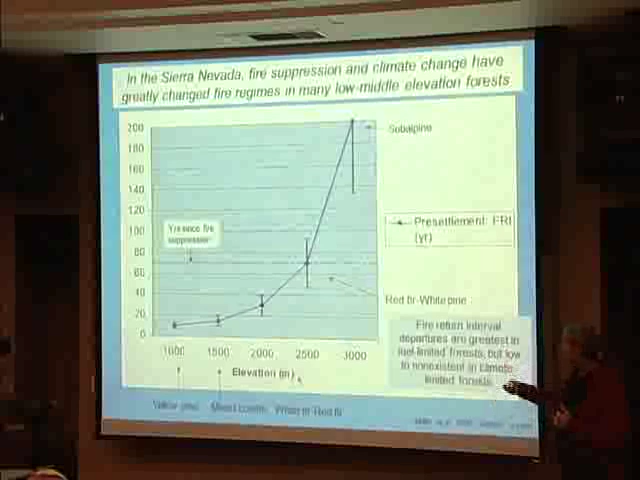 In the Sierra Nevada, fire suppression and climate change have
greatly changed fire regimes in many low-middle elevation forests
200
180
160
140
120
100
80
60
40
20
0
Yrs since fire
suppression
Subalpine
Presettlement FRI
(yr)
Red fir-White pine
1000 1500 2000 2500 3000
Elevation (m)
Yellow pine Mixed conifer White fir Red fir
Fire return interval
departures are greatest in
fuel-limited forests, but low
to nonexistent in climate
limited forests